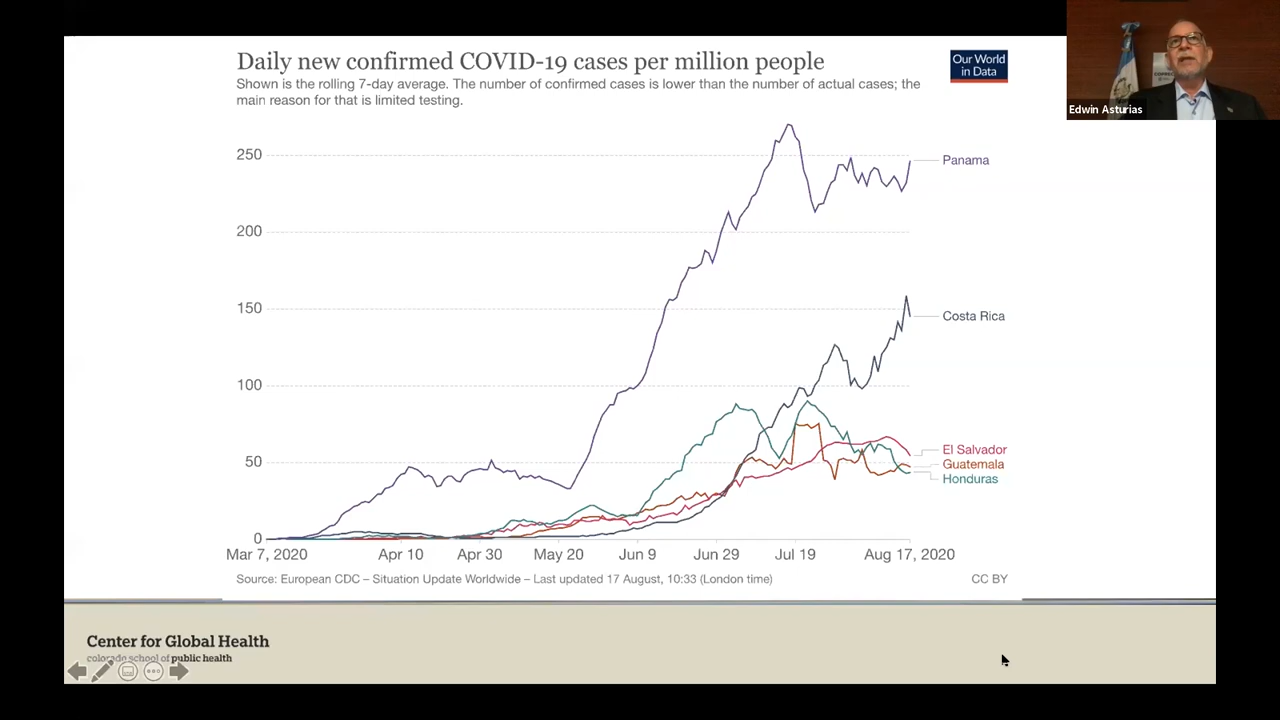 Daily new confirmed COVID-19 cases per million people
Shown is the rolling 7-day average. The number of confirmed cases is lower than the number of actual cases; the
main reason for that is limited testing.
Our World
in Data
Edwin Asturias
250
200
150
100
50
0
Panama
Costa Rica
El Salvador
Guatemala
Honduras
Mar 7, 2020
Apr 10
Apr 30
May 20
Jun 9
Jun 29
Jul 19
Aug 17, 2020
Source: European CDC – Situation Update Worldwide – Last updated 17 August, 10:33 (London time)
CC BY
Center for Global Health
colorado school of public health